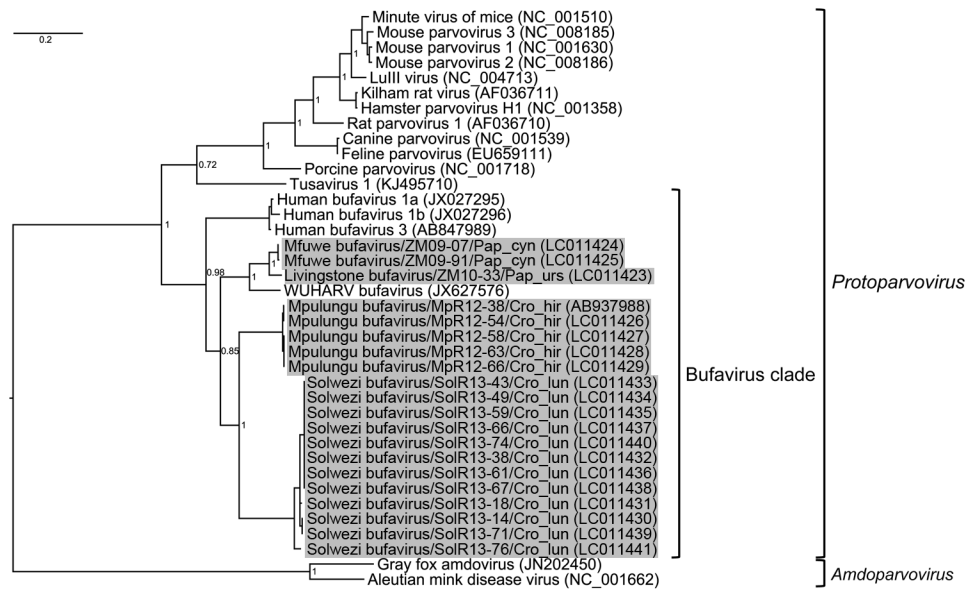 0.2
Minute virus of mice (NC_001510)
Mouse parvovirus 3 (NC_008185)
1
Mouse parvovirus 1 (NC_001630)
Mouse parvovirus 2 (NC_008186)
1
LuIII virus (NC_004713)
Kilham rat virus (AF036711)
1
Hamster parvovirus H1 (NC_001358)
Rat parvovirus 1 (AF036710)
1
Canine parvovirus (NC_001539)
Feline parvovirus (EU659111)
0.72
Porcine parvovirus (NC_001718)
Tusavirus 1 (KJ495710)
Human bufavirus 1a (JX027295)
Human bufavirus 1b (JX027296)
1
Human bufavirus 3 (AB847989)
Mfuwe bufavirus/ZM09-07/Pap_cyn (LC011424)
1
Mfuwe bufavirus/ZM09-91/Pap_cyn (LC011425)
0.98
1
Livingstone bufavirus/ZM10-33/Pap_urs (LC011423)
Protoparvovirus
WUHARV bufavirus (JX627576)
Mpulungu bufavirus/MpR12-38/Cro_hir (AB937988)
Mpulungu bufavirus/MpR12-54/Cro_hir (LC011426)
Mpulungu bufavirus/MpR12-58/Cro_hir (LC011427)
0.85
Mpulungu bufavirus/MpR12-63/Cro_hir (LC011428)
Mpulungu bufavirus/MpR12-66/Cro_hir (LC011429)
Bufavirus clade
Solwezi bufavirus/SolR13-43/Cro_lun (LC011433)
Solwezi bufavirus/SolR13-49/Cro_lun (LC011434)
Solwezi bufavirus/SolR13-59/Cro_lun (LC011435)
1
Solwezi bufavirus/SolR13-66/Cro_lun (LC011437)
Solwezi bufavirus/SolR13-74/Cro_lun (LC011440)
Solwezi bufavirus/SolR13-38/Cro_lun (LC011432)
Solwezi bufavirus/SolR13-61/Cro_lun (LC011436)
Solwezi bufavirus/SolR13-67/Cro_lun (LC011438)
Solwezi bufavirus/SolR13-18/Cro_lun (LC011431)
Solwezi bufavirus/SolR13-14/Cro_lun (LC011430)
Solwezi bufavirus/SolR13-71/Cro_lun (LC011439)
Solwezi bufavirus/SolR13-76/Cro_lun (LC011441)
Gray fox amdovirus (JN202450)
1
Aleutian mink disease virus (NC_001662)
Amdoparvovirus